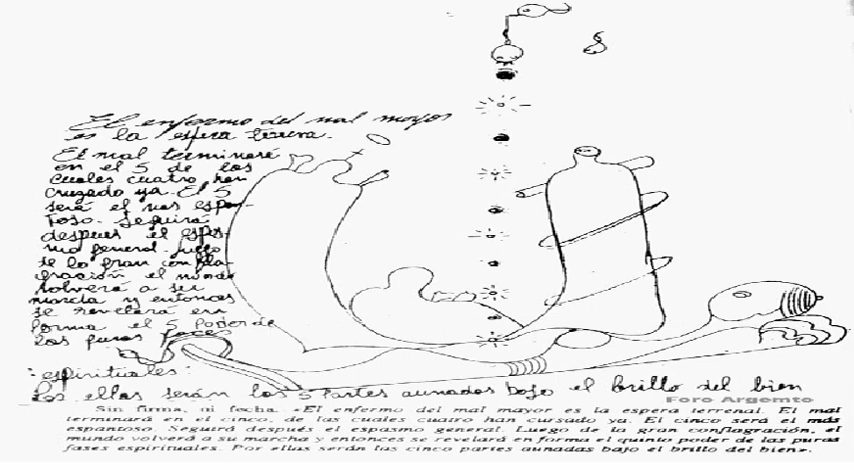 El enfermo del mal mayor
es la esfera terrena.
El mal terminará
en el 5 de los
cuales cuatro han
cruzado ya. El 5
será el mas espan-
toso. Seguirá
despues el espas-
mo general. luego
de la gran confla-
gración el mundo
volverá a su
marcha y entonces
se revelará en
forma el 5 Poder de
las puras faces
espirituales:
Por ellas serán las 5 Partes aunadas bajo el brillo del bien
Foro Argemto
Sin firma, ni fecha. «El enfermo del mal mayor es la espera terrenal. El mal
terminará en el cinco, de las cuales cuatro han cursado ya. El cinco será el más
espantoso. Seguirá después el espasmo general. Luego de la gran conflagración, el
mundo volverá a su marcha y entonces se revelará en forma el quinto poder de las puras
fases espirituales. Por ellas serán las cinco partes aunadas bajo el brillo del bien».